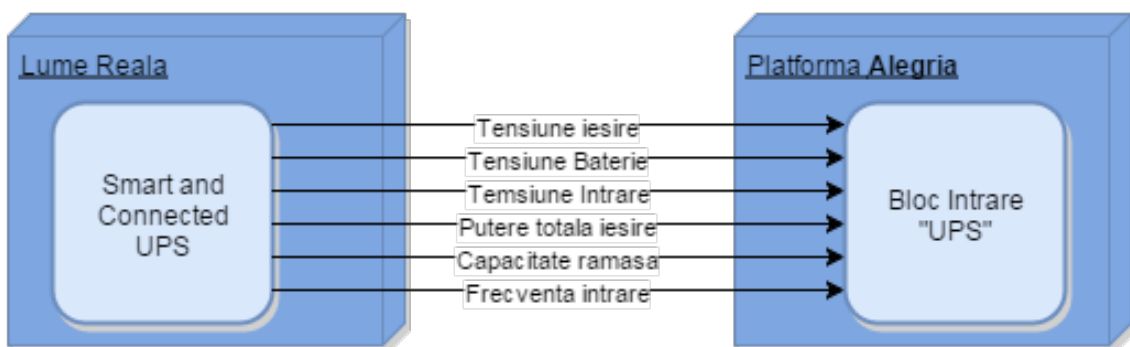 Lume Reala
Platforma Alegria
Smart and
Connected
UPS
Tensiune iesire
Tensiune Baterie
Temsiune Intrare
Putere totala iesire
Capacitate ramasa
Frecventa intrare
Bloc Intrare
"UPS"